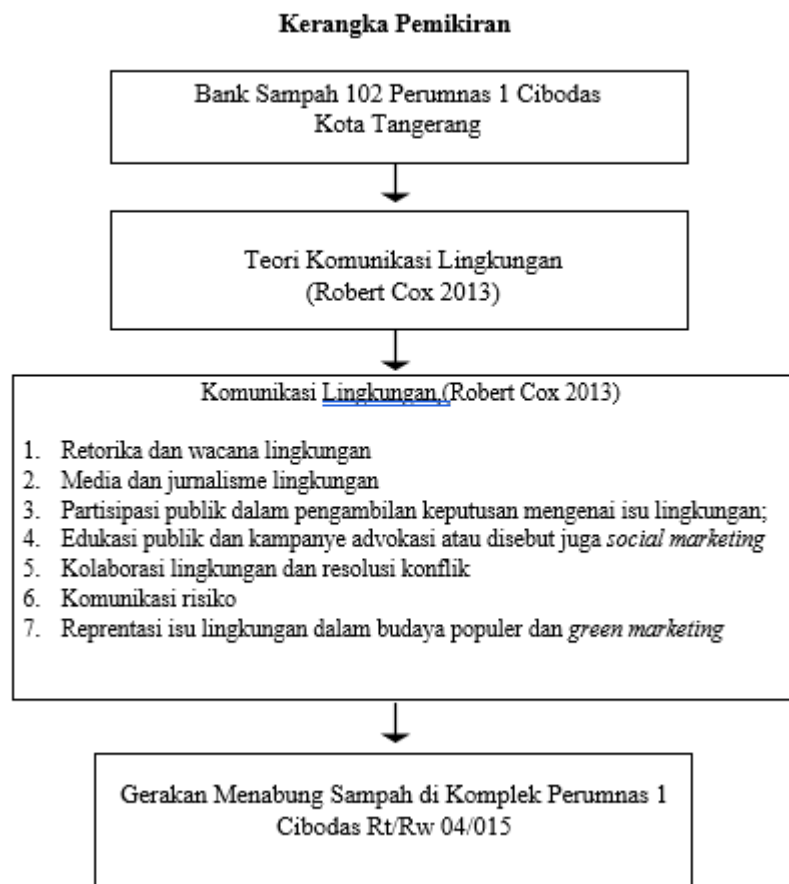 Kerangka Pemikiran
Bank Sampah 102 Perumnas 1 Cibodas
Kota Tangerang
Teori Komunikasi Lingkungan
(Robert Cox 2013)
Komunikasi Lingkungan,(Robert Cox 2013)
1. Retorika dan wacana lingkungan
2. Media dan jurnalisme lingkungan
3. Partisipasi publik dalam pengambilan keputusan mengenai isu lingkungan;
4. Edukasi publik dan kampanye advokasi atau disebut juga social marketing
5. Kolaborasi lingkungan dan resolusi konflik
6. Komunikasi risiko
7. Reprentasi isu lingkungan dalam budaya populer dan green marketing
Gerakan Menabung Sampah di Komplek Perumnas 1
Cibodas Rt/Rw 04/015